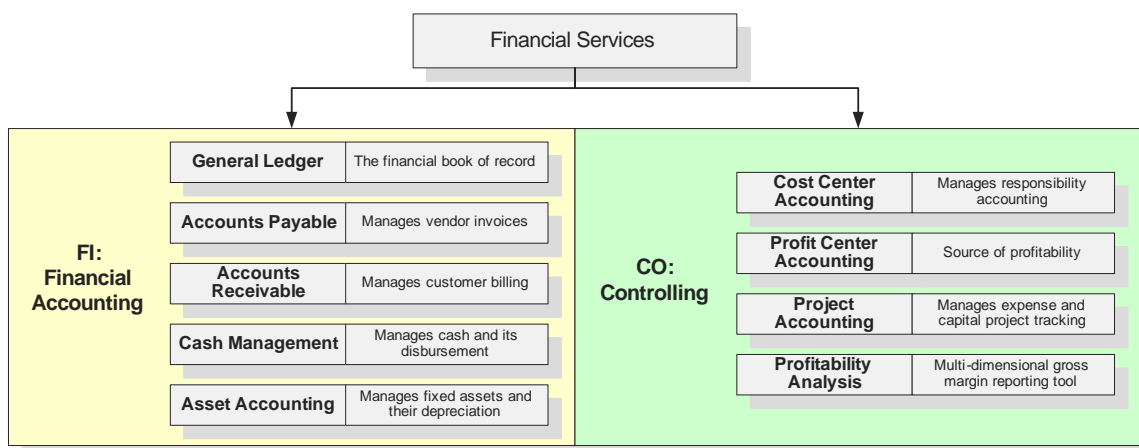 Financial Services
FI:
Financial
Accounting
General Ledger
The financial book of record
Accounts Payable
Manages vendor invoices
Accounts
Receivable
Manages customer billing
Cash Management
Manages cash and its
disbursement
Asset Accounting
Manages fixed assets and
their depreciation
CO:
Controlling
Cost Center
Accounting
Manages responsibility
accounting
Profit Center
Accounting
Source of profitability
Project
Accounting
Manages expense and
capital project tracking
Profitability
Analysis
Multi-dimensional gross
margin reporting tool